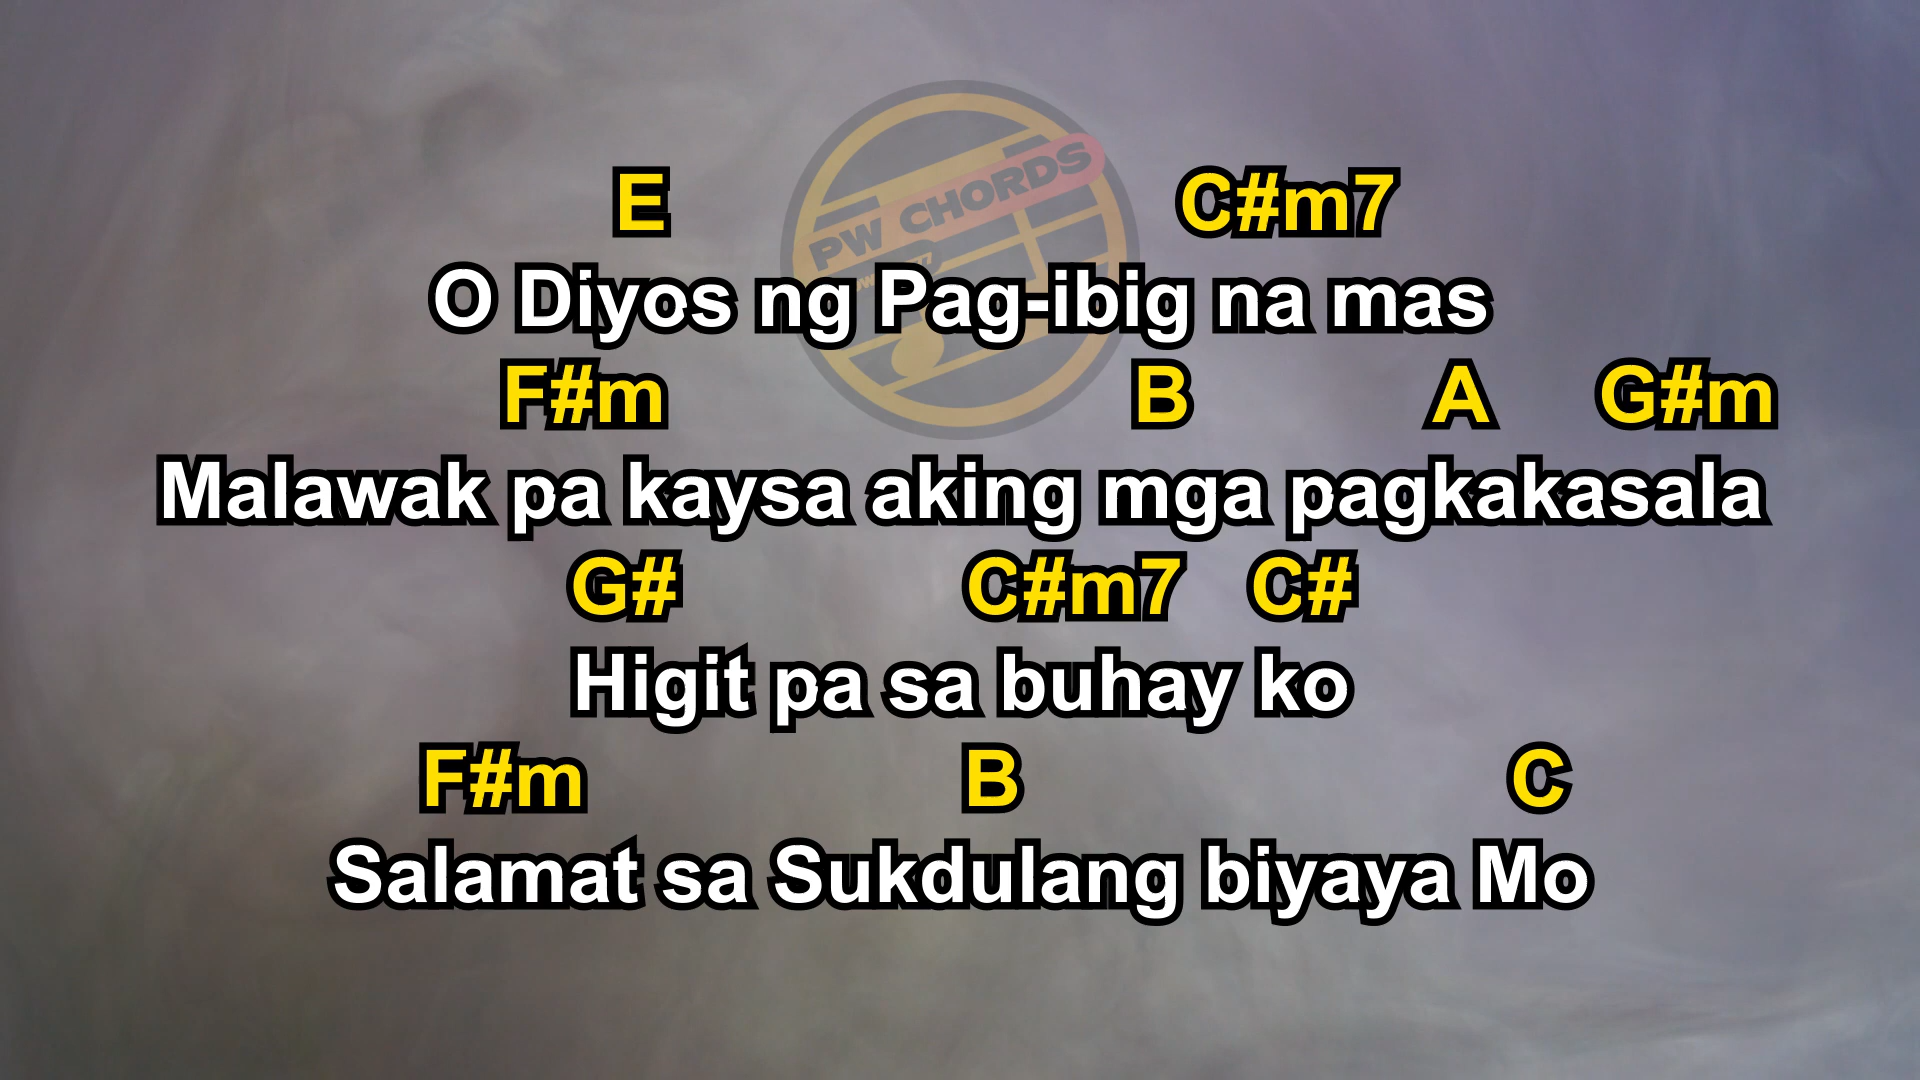 PW CHORDS
E C#m7
O Diyos ng Pag-ibig na mas
F#m B A G#m
Malawak pa kaysa aking mga pagkakasala
G# C#m7 C#
Higit pa sa buhay ko
F#m B C
Salamat sa Sukdulang biyaya Mo